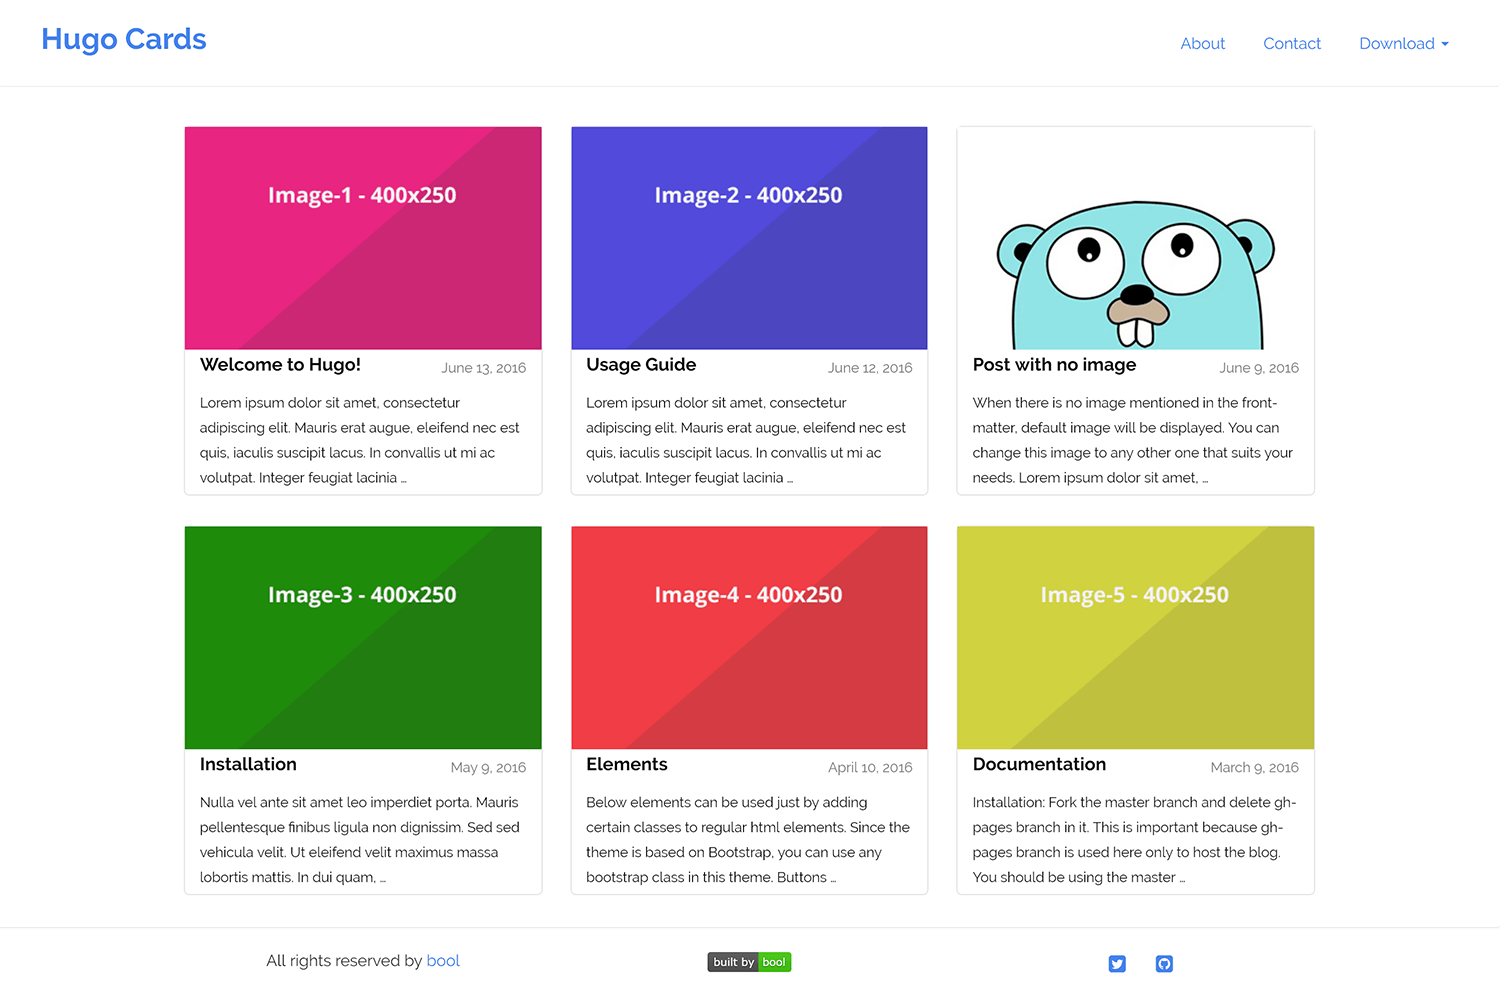 Hugo Cards
About Contact Download
Image-1 - 400x250
Welcome to Hugo! June 13, 2016
Lorem ipsum dolor sit amet, consectetur
adipiscing elit. Mauris erat augue, eleifend nec est
quis, iaculis suscipit lacus. In convallis ut mi ac
volutpat. Integer feugiat lacinia …
Image-2 - 400x250
Usage Guide June 12, 2016
Lorem ipsum dolor sit amet, consectetur
adipiscing elit. Mauris erat augue, eleifend nec est
quis, iaculis suscipit lacus. In convallis ut mi ac
volutpat. Integer feugiat lacinia …
Post with no image June 9, 2016
When there is no image mentioned in the front-
matter, default image will be displayed. You can
change this image to any other one that suits your
needs. Lorem ipsum dolor sit amet, …
Image-3 - 400x250
Installation May 9, 2016
Nulla vel ante sit amet leo imperdiet porta. Mauris
pellentesque finibus ligula non dignissim. Sed sed
vehicula velit. Ut eleifend velit maximus massa
lobortis mattis. In dui quam, …
Image-4 - 400x250
Elements April 10, 2016
Below elements can be used just by adding
certain classes to regular html elements. Since the
theme is based on Bootstrap, you can use any
bootstrap class in this theme. Buttons …
Image-5 - 400x250
Documentation March 9, 2016
Installation: Fork the master branch and delete gh-
pages branch in it. This is important because gh-
pages branch is used here only to host the blog.
You should be using the master …
All rights reserved by bool
built by bool